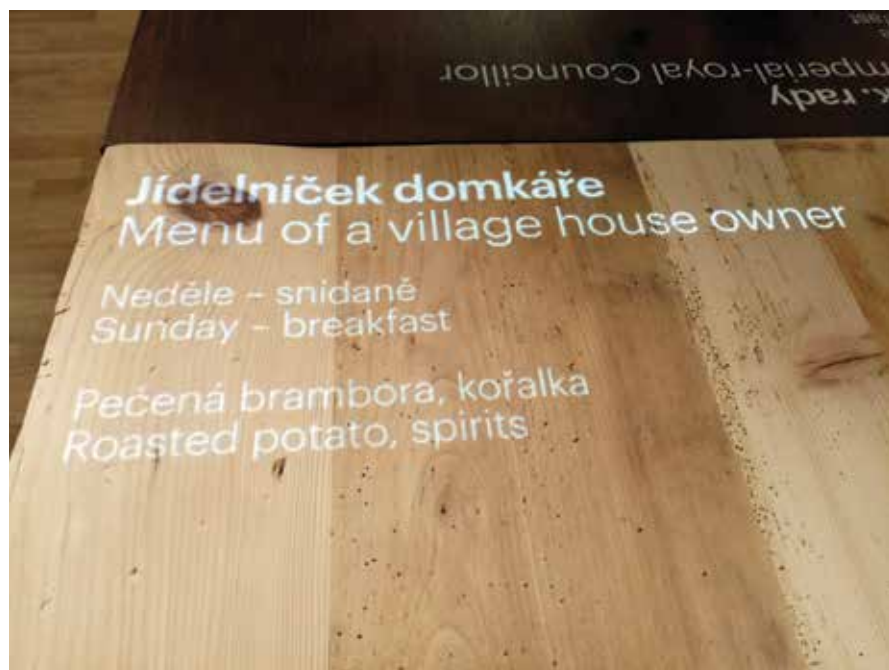 Imperial-royal Councillor
k. rady
Jídelníček domkáře
Menu of a village house owner
Neděle – snídaně
Sunday – breakfast
Pečená brambora, kořalka
Roasted potato, spirits